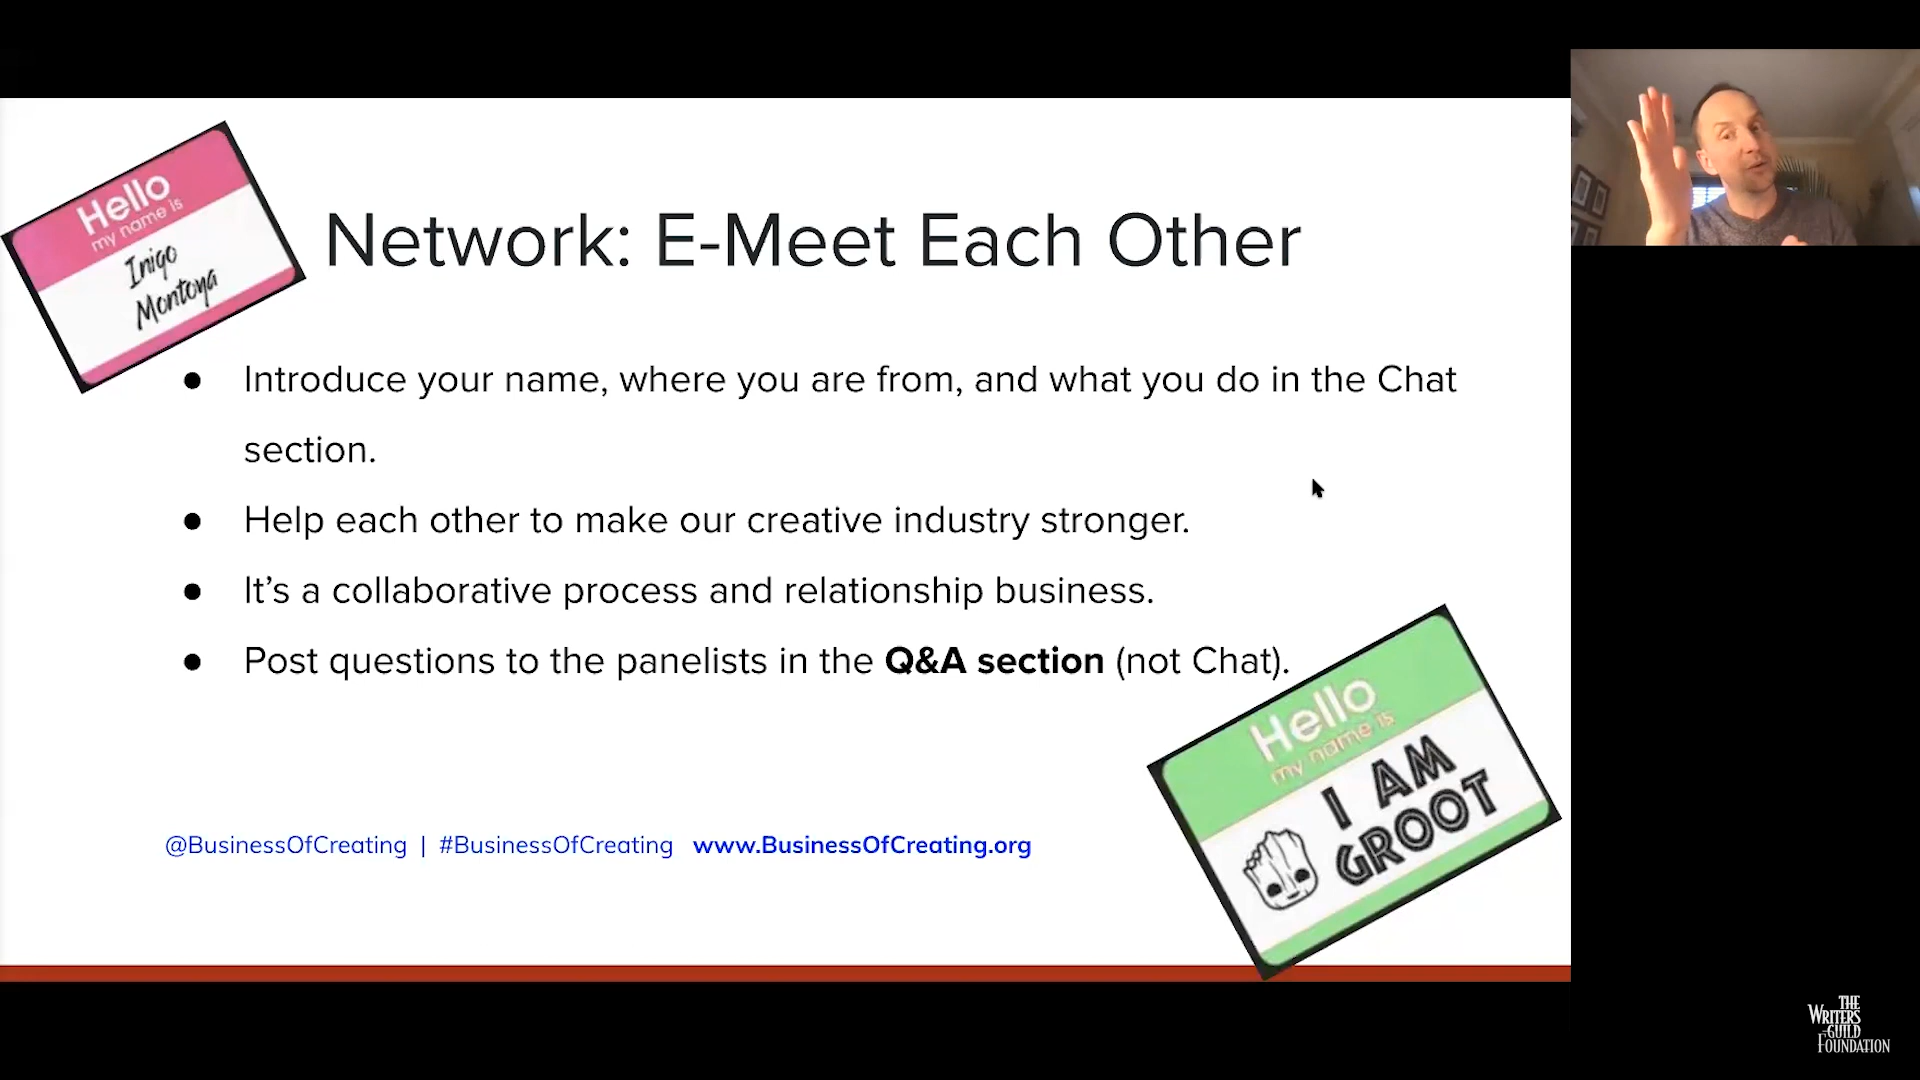 Hello
my name is
Inigo
Montoya
Network: E-Meet Each Other
● Introduce your name, where you are from, and what you do in the Chat
section.
● Help each other to make our creative industry stronger.
● It’s a collaborative process and relationship business.
● Post questions to the panelists in the Q&A section (not Chat).
Hello
my name is
I AM
GROOT
@BusinessOfCreating | #BusinessOfCreating www.BusinessOfCreating.org
THE
WRITERS
GUILD
FOUNDATION